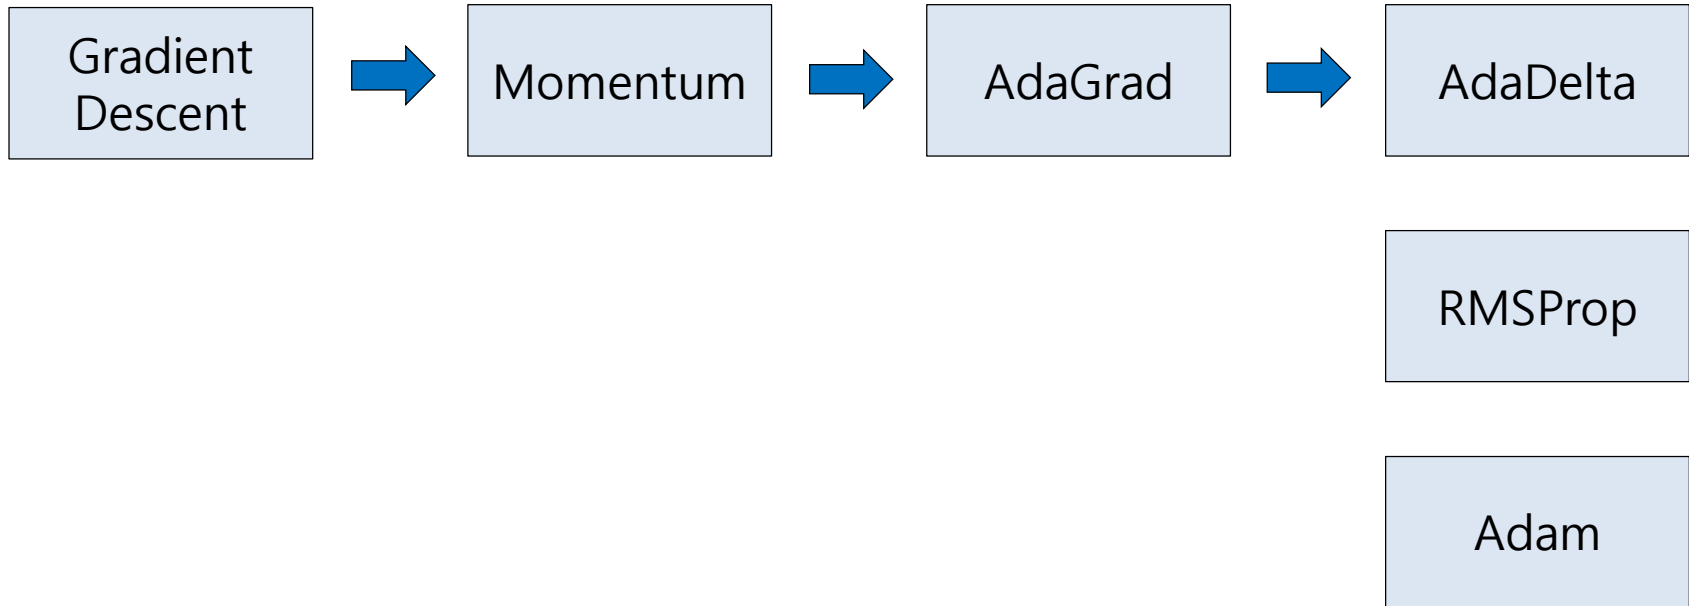 Gradient
Descent
Momentum
AdaGrad
AdaDelta
RMSProp
Adam